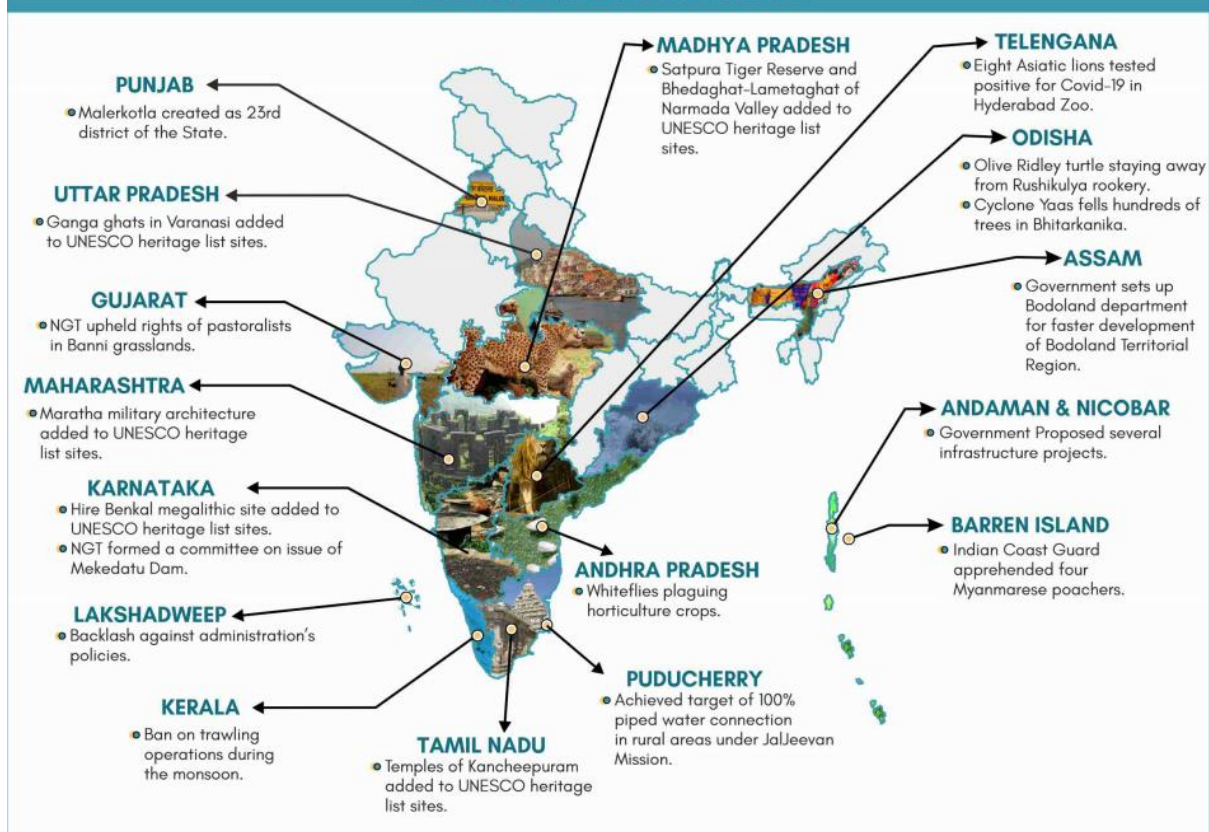 PUNJAB
Malerkotla created as 23rd
district of the State.
UTTAR PRADESH
Ganga ghats in Varanasi added
to UNESCO heritage list sites.
GUJARAT
NGT upheld rights of pastoralists
in Banni grasslands.
MAHARASHTRA
Maratha military architecture
added to UNESCO heritage
list sites.
KARNATAKA
Hire Benkal megalithic site added to
UNESCO heritage list sites.
NGT formed a committee on issue of
Mekedatu Dam.
LAKSHADWEEP
Backlash against administration's
policies.
KERALA
Ban on trawling
operations during
the monsoon.
TAMIL NADU
Temples of Kancheepuram
added to UNESCO heritage
list sites.
MADHYA PRADESH
Satpura Tiger Reserve and
Bhedaghat-Lametaghat of
Narmada Valley added to
UNESCO heritage list
sites.
TELENGANA
Eight Asiatic lions tested
positive for Covid-19 in
Hyderabad Zoo.
ODISHA
Olive Ridley turtle staying away
from Rushikulya rookery.
Cyclone Yaas fells hundreds of
trees in Bhitarkanika.
ASSAM
Government sets up
Bodoland department
for faster development
of Bodoland Territorial
Region.
ANDAMAN & NICOBAR
Government Proposed several
infrastructure projects.
BARREN ISLAND
Indian Coast Guard
apprehended four
Myanmarese poachers.
ANDHRA PRADESH
Whiteflies plaguing
horticulture crops.
PUDUCHERRY
Achieved target of 100%
piped water connection
in rural areas under JalJeevan
Mission.